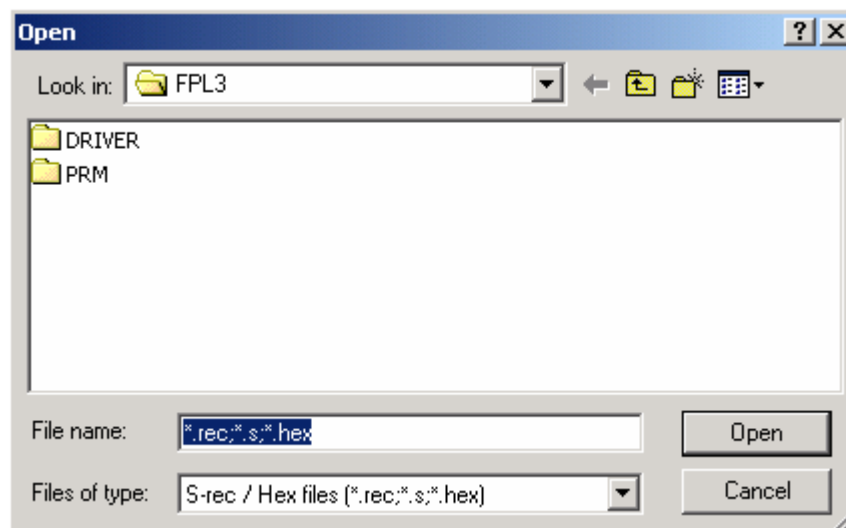 Open
Look in: FPL3
DRIVER
PRM
File name: *.rec;*.s;*.hex Open
Files of type: S-rec / Hex files (*.rec;*.s;*.hex) Cancel